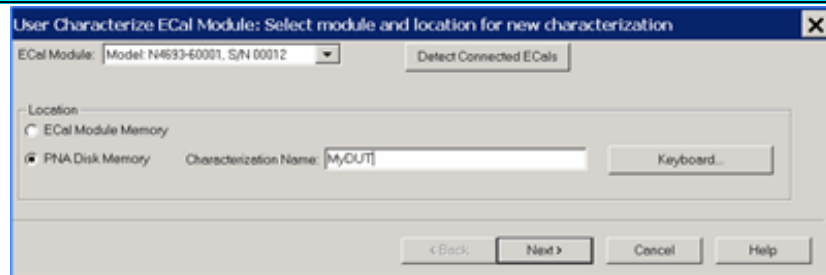 User Characterize ECal Module: Select module and location for new characterization
ECal Module: Model: N4693-60001, S/N 00012 Detect Connected ECals
Location
ECal Module Memory
PNA Disk Memory Characterization Name: MyDUT Keyboard...
< Back Next > Cancel Help